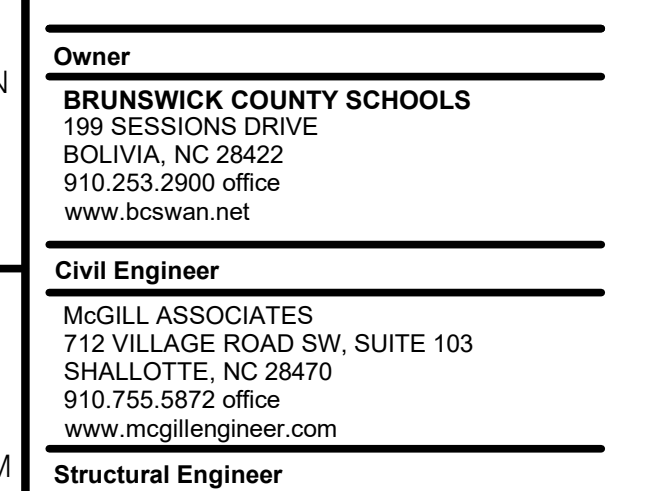 Owner
BRUNSWICK COUNTY SCHOOLS
199 SESSIONS DRIVE
BOLIVIA, NC 28422
910.253.2900 office
www.bcswan.net
Civil Engineer
McGILL ASSOCIATES
712 VILLAGE ROAD SW, SUITE 103
SHALLOTTE, NC 28470
910.755.5872 office
www.mcgillengineer.com
Structural Engineer